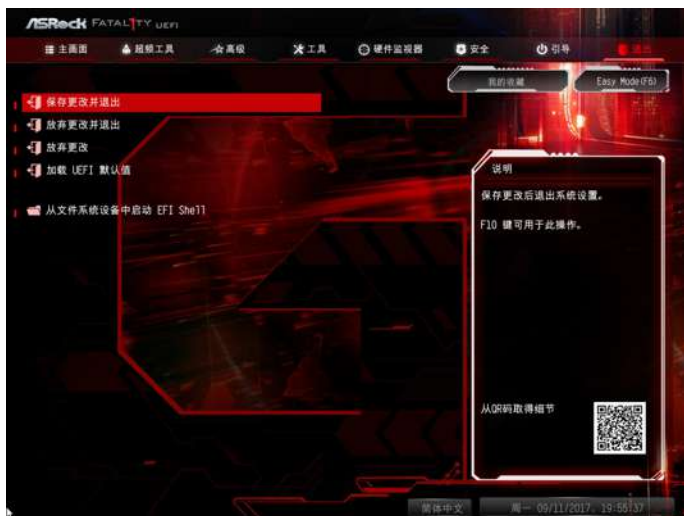 ASRock FATAL1TY UEFI
主画面 超频工具 高级 工具 硬件监视器 安全 引导 退出
我的收藏 Easy Mode(F6)
保存更改并退出
放弃更改并退出
放弃更改
加载 UEFI 默认值
从文件系统设备中启动 EFI Shell
说明
保存更改后退出系统设置。
F10 键可用于此操作。
从QR码取得细节
简体中文 周一 09/11/2017, 19:55:37